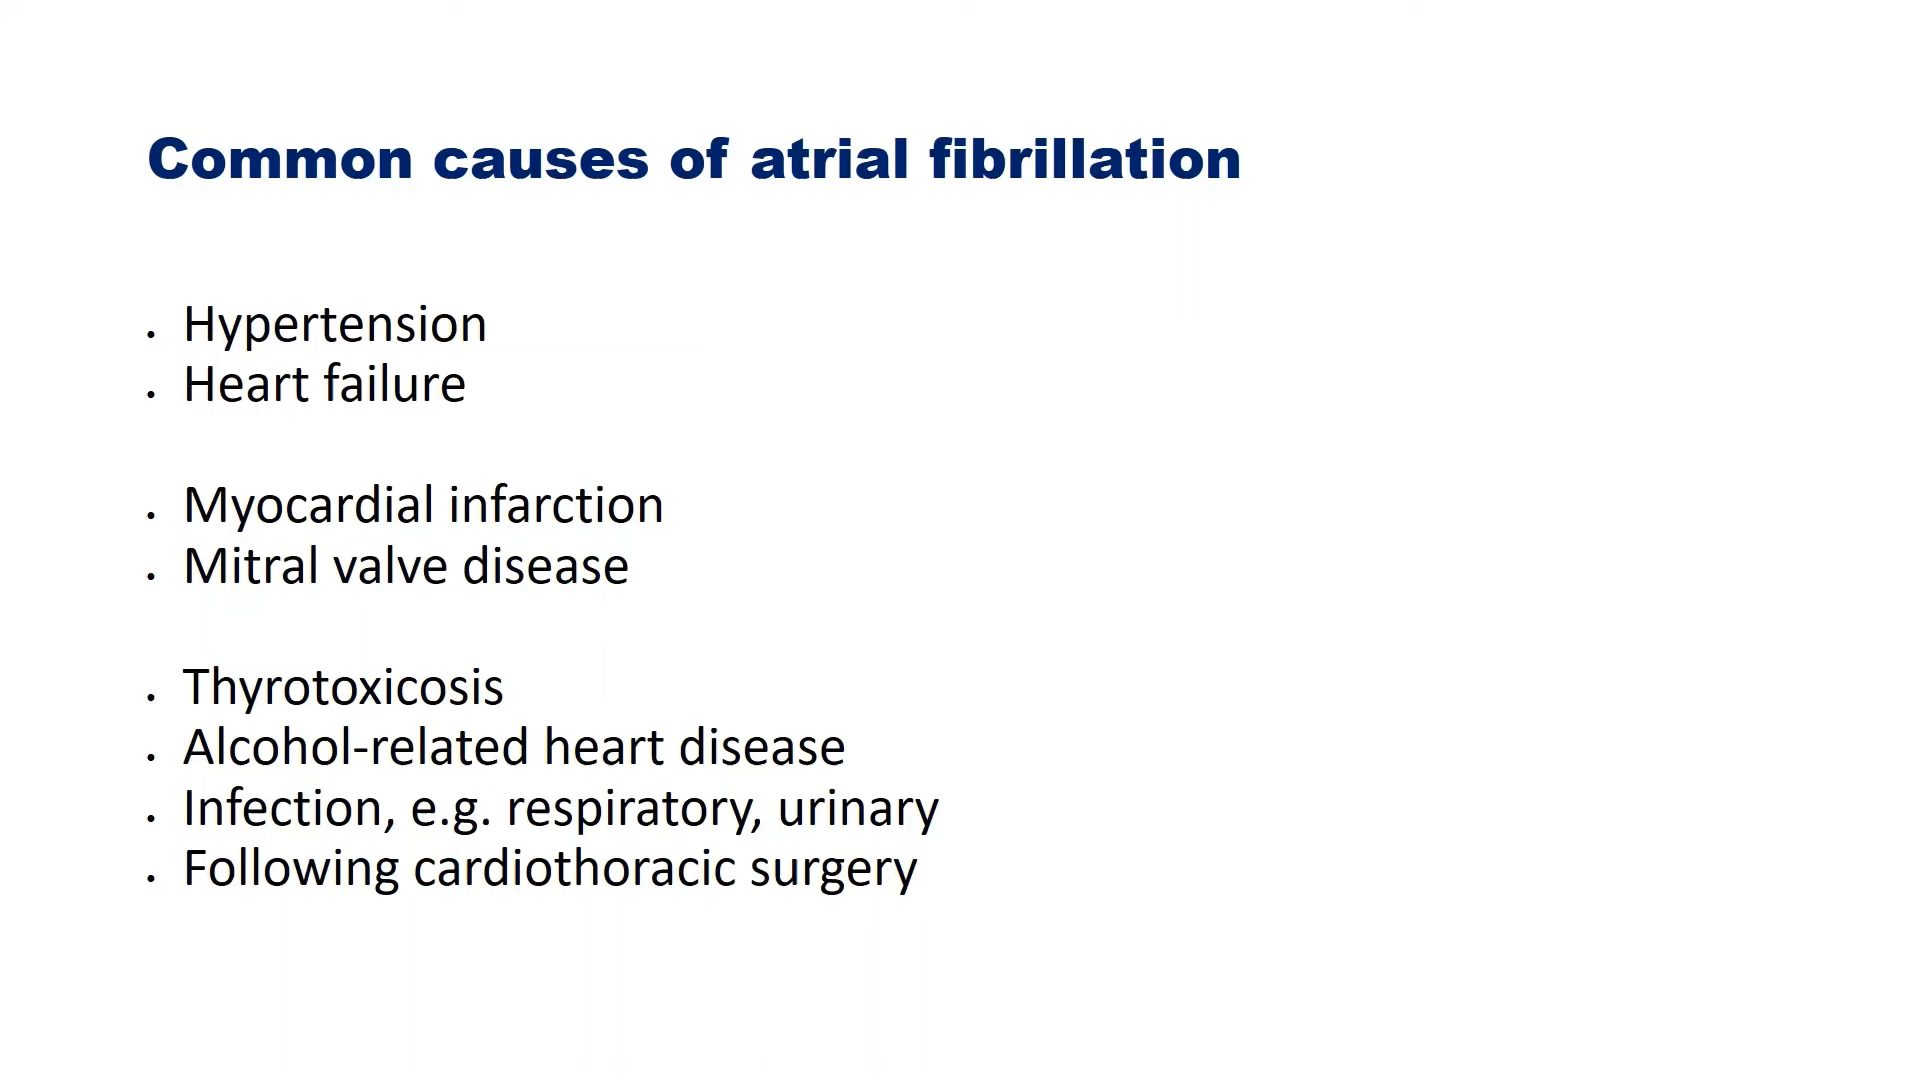 Common causes of atrial fibrillation
• Hypertension
• Heart failure
• Myocardial infarction
• Mitral valve disease
• Thyrotoxicosis
• Alcohol-related heart disease
• Infection, e.g. respiratory, urinary
• Following cardiothoracic surgery